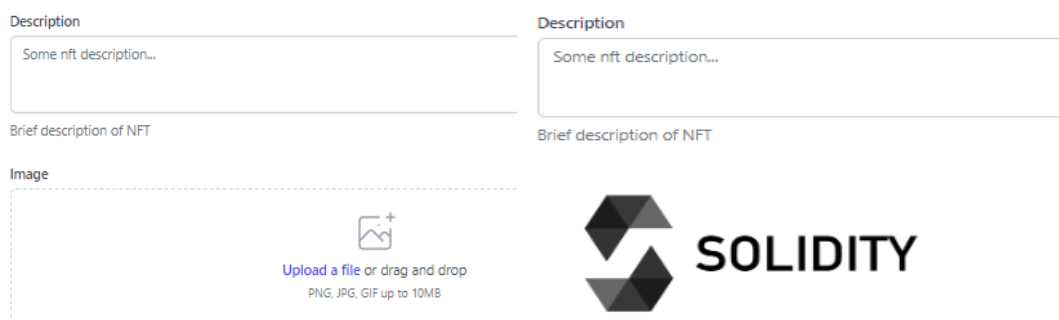 Description
Some nft description...
Brief description of NFT
Image
Upload a file or drag and drop
PNG, JPG, GIF up to 10MB
Description
Some nft description...
Brief description of NFT
SOLIDITY